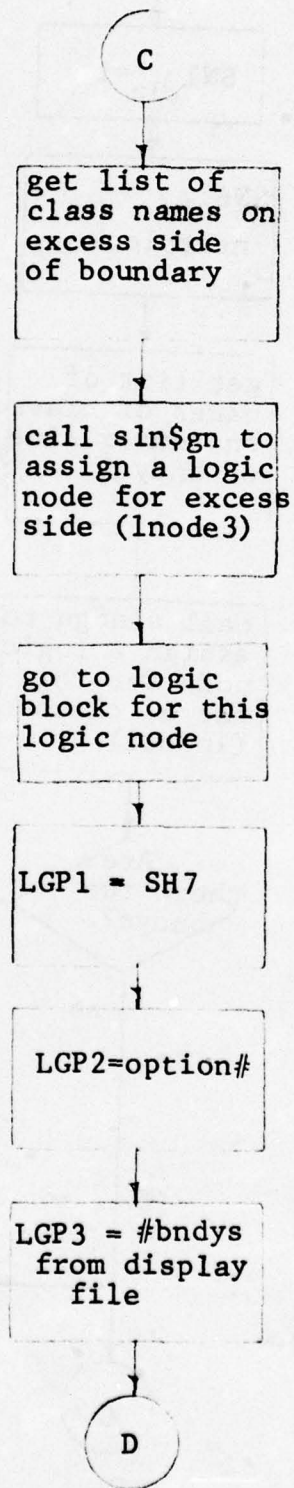 C
get list of
class names on
excess side
of boundary
call sln$gn to
assign a logic
node for excess
side (lnode3)
go to logic
block for this
logic node
LGP1 = SH7
LGP2=option#
LGP3 = #bndys
from display
file
D